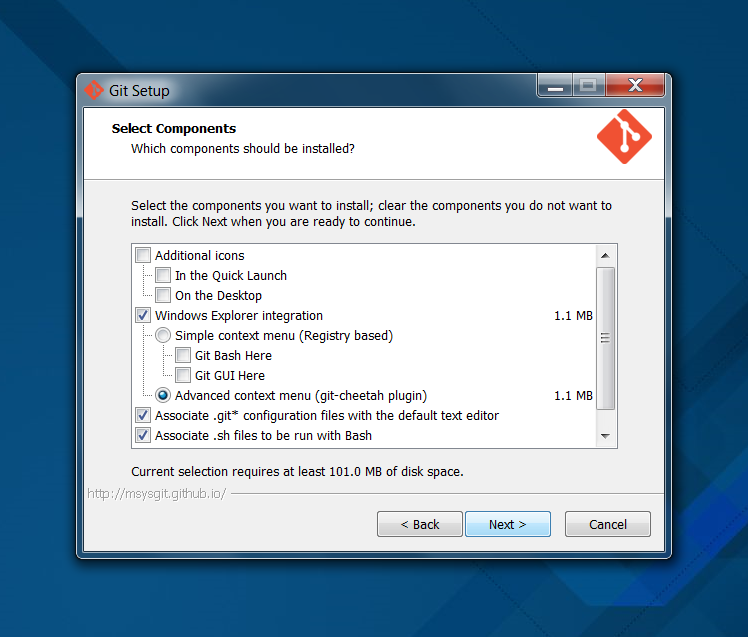 Git Setup
Select Components
Which components should be installed?
Select the components you want to install; clear the components you do not want to
install. Click Next when you are ready to continue.
Additional icons
In the Quick Launch
On the Desktop
Windows Explorer integration 1.1 MB
Simple context menu (Registry based)
Git Bash Here
Git GUI Here
Advanced context menu (git-cheetah plugin) 1.1 MB
Associate .git* configuration files with the default text editor
Associate .sh files to be run with Bash
Current selection requires at least 101.0 MB of disk space.
http://msysgit.github.io/
< Back Next > Cancel